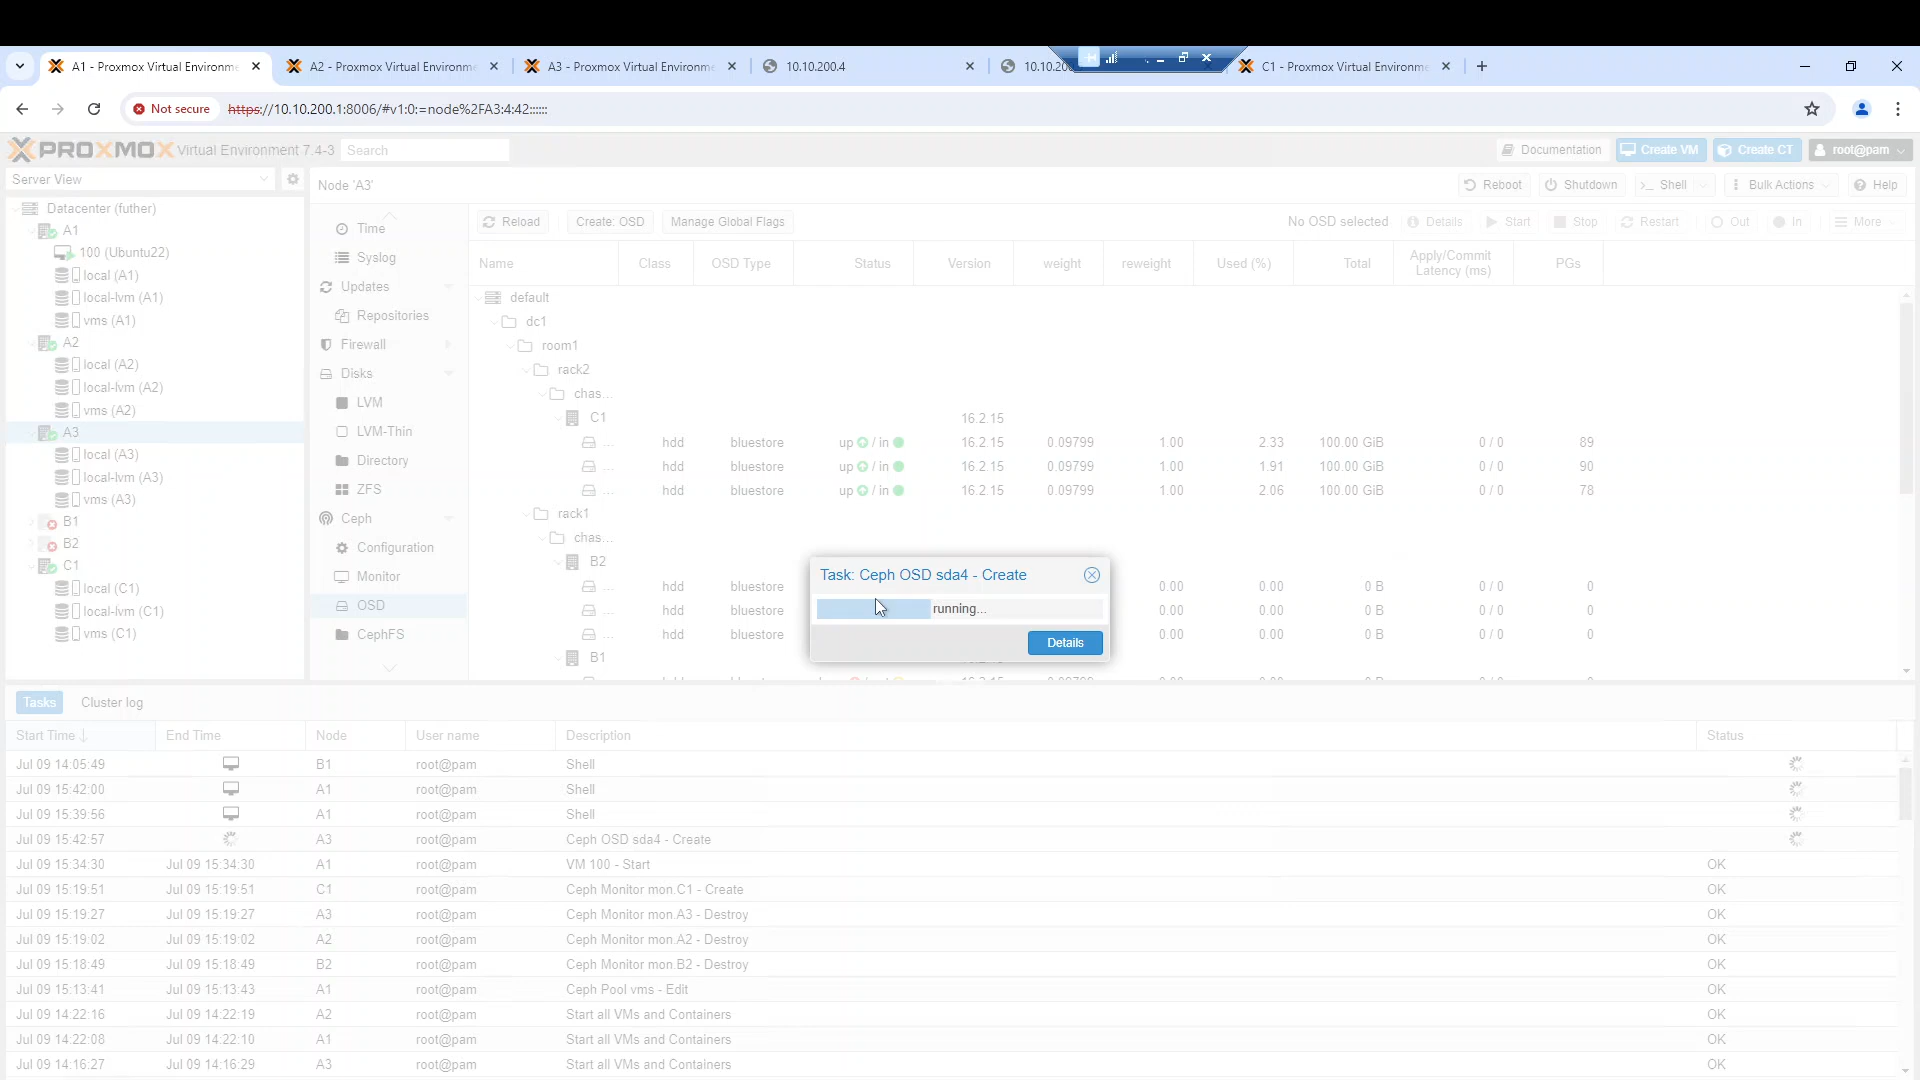 A1 - Proxmox Virtual Environme
A2 - Proxmox Virtual Environme
A3 - Proxmox Virtual Environme
10.10.200.4
10.10.20
C1 - Proxmox Virtual Environme
Not secure
https://10.10.200.1:8006/#v1:0:=node%2FA3:4:42::::::
PROXMOX Virtual Environment 7.4-3
Search
Documentation
Create VM
Create CT
root@pam
Server View
Node 'A3'
Reboot
Shutdown
Shell
Bulk Actions
Help
Datacenter (futher)
A1
100 (Ubuntu22)
local (A1)
local-lvm (A1)
vms (A1)
A2
local (A2)
local-lvm (A2)
vms (A2)
A3
local (A3)
local-lvm (A3)
vms (A3)
B1
B2
C1
local (C1)
local-lvm (C1)
vms (C1)
Time
Syslog
Updates
Repositories
Firewall
Disks
LVM
LVM-Thin
Directory
ZFS
Ceph
Configuration
Monitor
OSD
CephFS
Reload
Create: OSD
Manage Global Flags
No OSD selected
Details
Start
Stop
Restart
Out
In
More
Name Class OSD Type Status Version weight reweight Used (%) Total Apply/Commit Latency (ms) PGs
default
dc1
room1
rack2
chas...
C1 16.2.15
... hdd bluestore up / in 16.2.15 0.09799 1.00 2.33 100.00 GiB 0 / 0 89
... hdd bluestore up / in 16.2.15 0.09799 1.00 1.91 100.00 GiB 0 / 0 90
... hdd bluestore up / in 16.2.15 0.09799 1.00 2.06 100.00 GiB 0 / 0 78
rack1
chas...
B2
... hdd bluestore 0.00 0.00 0 B 0 / 0 0
... hdd bluestore 0.00 0.00 0 B 0 / 0 0
... hdd bluestore 0.00 0.00 0 B 0 / 0 0
B1
Task: Ceph OSD sda4 - Create
running...
Details
Tasks
Cluster log
Start Time End Time Node User name Description Status
Jul 09 14:05:49 B1 root@pam Shell
Jul 09 15:42:00 A1 root@pam Shell
Jul 09 15:39:56 A1 root@pam Shell
Jul 09 15:42:57 A3 root@pam Ceph OSD sda4 - Create
Jul 09 15:34:30 Jul 09 15:34:30 A1 root@pam VM 100 - Start OK
Jul 09 15:19:51 Jul 09 15:19:51 C1 root@pam Ceph Monitor mon.C1 - Create OK
Jul 09 15:19:27 Jul 09 15:19:27 A3 root@pam Ceph Monitor mon.A3 - Destroy OK
Jul 09 15:19:02 Jul 09 15:19:02 A2 root@pam Ceph Monitor mon.A2 - Destroy OK
Jul 09 15:18:49 Jul 09 15:18:49 B2 root@pam Ceph Monitor mon.B2 - Destroy OK
Jul 09 15:13:41 Jul 09 15:13:43 A1 root@pam Ceph Pool vms - Edit OK
Jul 09 14:22:16 Jul 09 14:22:19 A2 root@pam Start all VMs and Containers OK
Jul 09 14:22:08 Jul 09 14:22:10 A1 root@pam Start all VMs and Containers OK
Jul 09 14:16:27 Jul 09 14:16:29 A3 root@pam Start all VMs and Containers OK